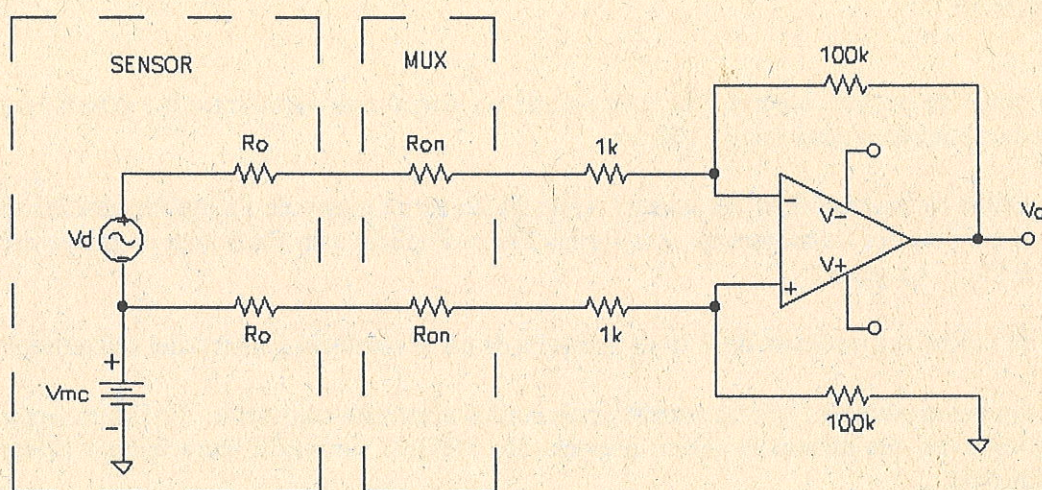 SENSOR
MUX
100k
Ro
Ron
1k
Vd
-
V-
Vo
V+
+
Ro
Ron
1k
+
Vmc
-
100k